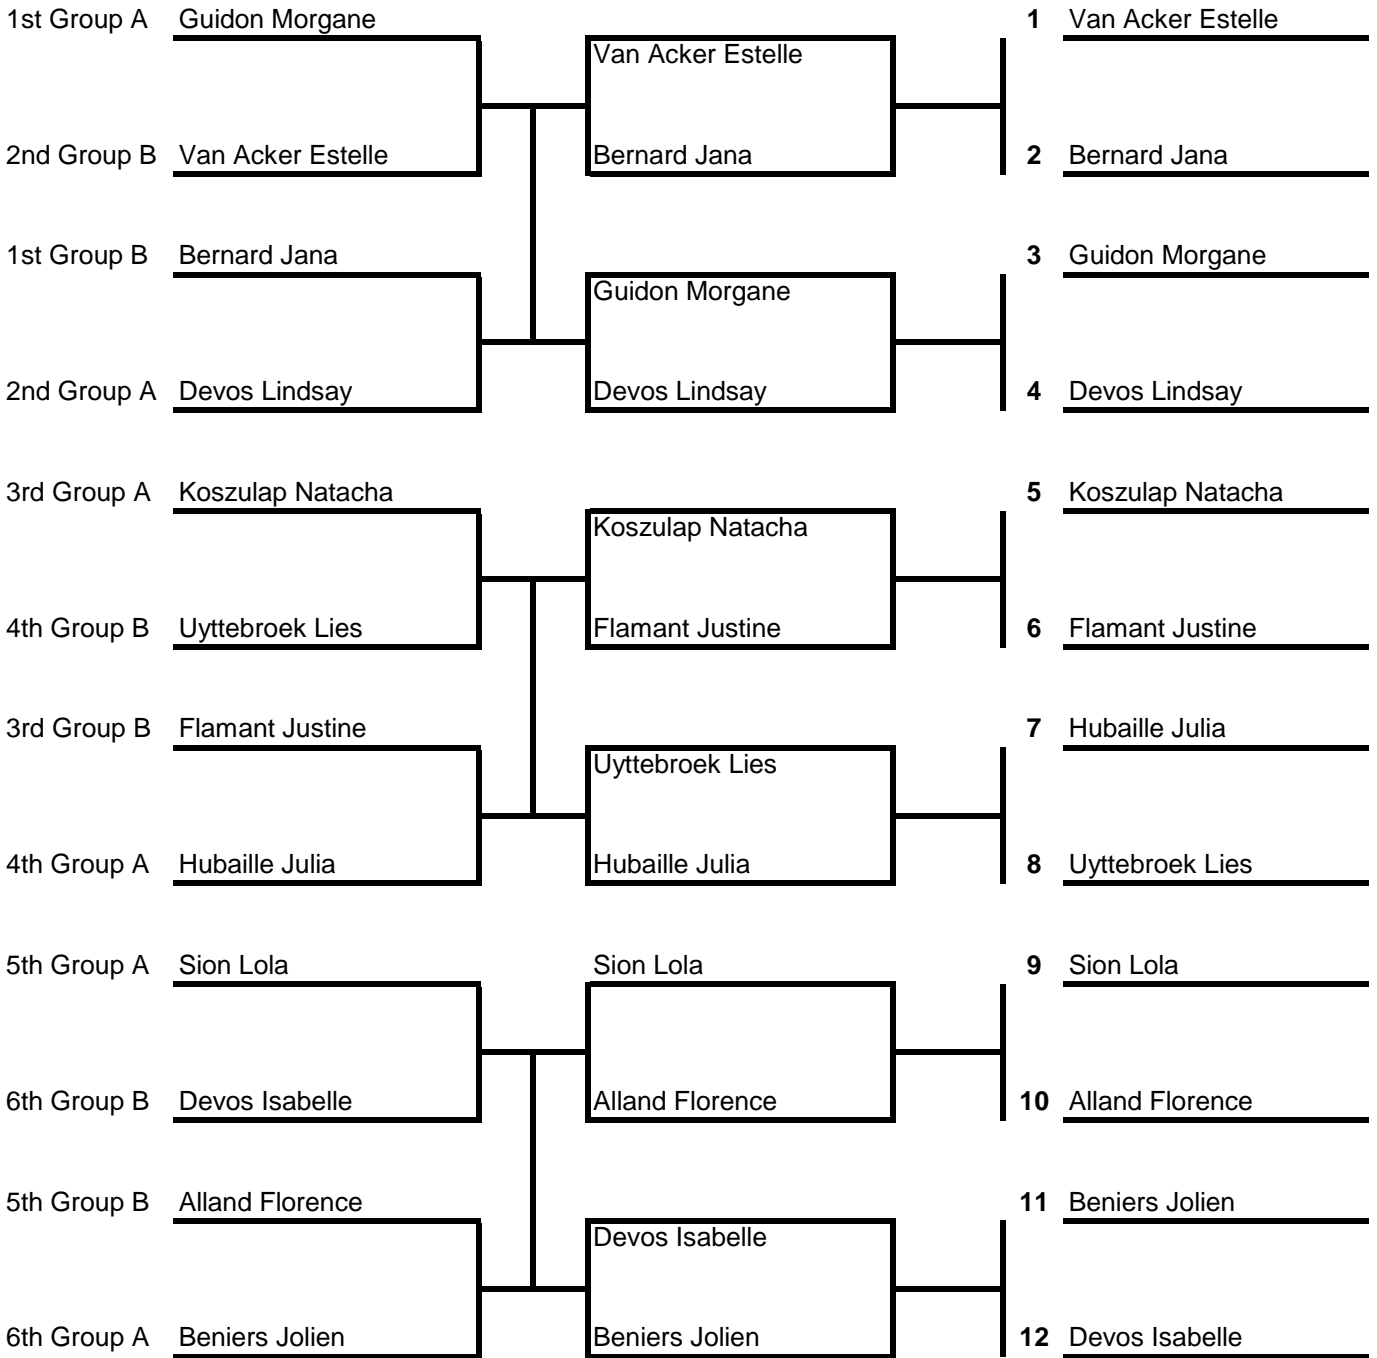 1st Group A Guidon Morgane 1 Van Acker Estelle
Van Acker Estelle
2nd Group B Van Acker Estelle Bernard Jana 2 Bernard Jana
1st Group B Bernard Jana 3 Guidon Morgane
Guidon Morgane
2nd Group A Devos Lindsay Devos Lindsay 4 Devos Lindsay
3rd Group A Koszulap Natacha 5 Koszulap Natacha
Koszulap Natacha
4th Group B Uyttebroek Lies Flamant Justine 6 Flamant Justine
3rd Group B Flamant Justine 7 Hubaille Julia
Uyttebroek Lies
4th Group A Hubaille Julia Hubaille Julia 8 Uyttebroek Lies
5th Group A Sion Lola Sion Lola 9 Sion Lola
6th Group B Devos Isabelle Alland Florence 10 Alland Florence
5th Group B Alland Florence 11 Beniers Jolien
Devos Isabelle
6th Group A Beniers Jolien Beniers Jolien 12 Devos Isabelle